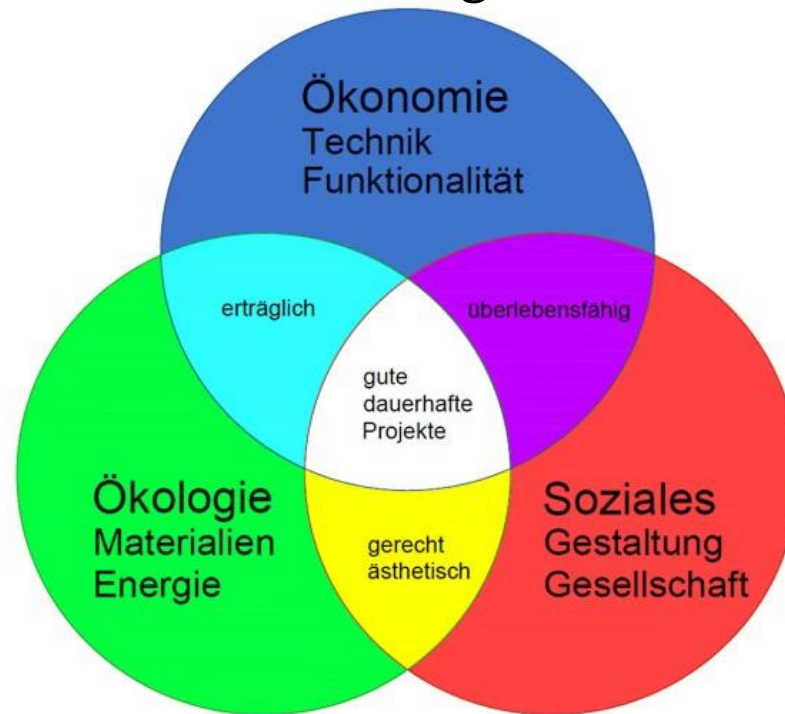 Ökonomie
Technik
Funktionalität
erträglich
überlebensfähig
gute
dauerhafte
Projekte
Ökologie
Materialien
Energie
gerecht
ästhetisch
Soziales
Gestaltung
Gesellschaft